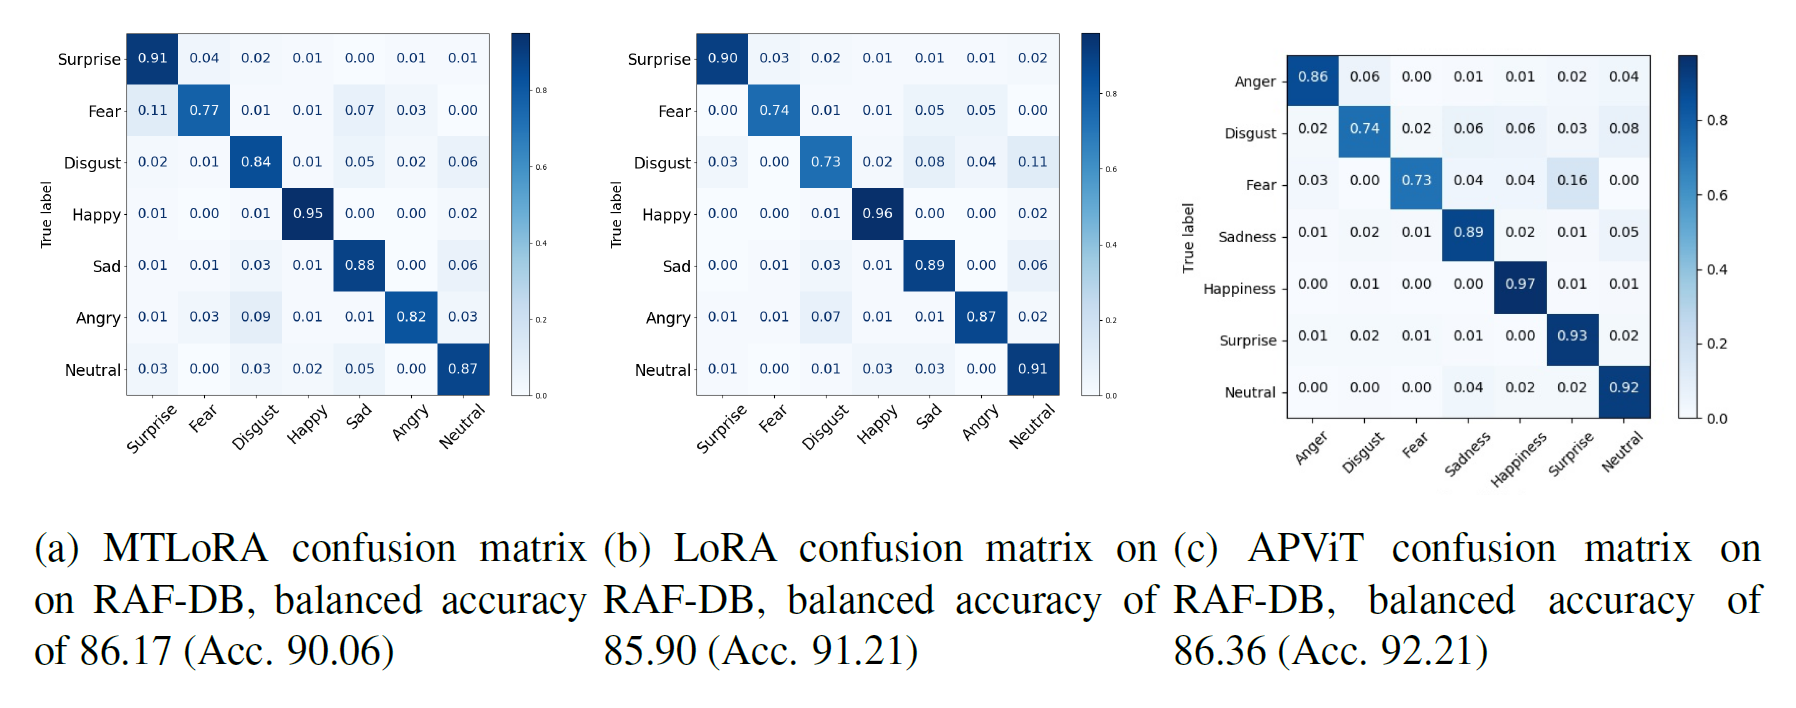 Surprise 0.91 0.04 0.02 0.01 0.00 0.01 0.01
Fear 0.11 0.77 0.01 0.01 0.07 0.03 0.00
Disgust 0.02 0.01 0.84 0.01 0.05 0.02 0.06
Happy 0.01 0.00 0.01 0.95 0.00 0.00 0.02
Sad 0.01 0.01 0.03 0.01 0.88 0.00 0.06
Angry 0.01 0.03 0.09 0.01 0.01 0.82 0.03
Neutral 0.03 0.00 0.03 0.02 0.05 0.00 0.87
True label
Surprise Fear Disgust Happy Sad Angry Neutral
0.8
0.6
0.4
0.2
0.0
Surprise 0.90 0.03 0.02 0.01 0.01 0.01 0.02
Fear 0.00 0.74 0.01 0.01 0.05 0.05 0.00
Disgust 0.03 0.00 0.73 0.02 0.08 0.04 0.11
Happy 0.00 0.00 0.01 0.96 0.00 0.00 0.02
Sad 0.00 0.01 0.03 0.01 0.89 0.00 0.06
Angry 0.01 0.01 0.07 0.01 0.01 0.87 0.02
Neutral 0.01 0.00 0.01 0.03 0.03 0.00 0.91
True label
Surprise Fear Disgust Happy Sad Angry Neutral
0.8
0.6
0.4
0.2
0.0
Anger 0.86 0.06 0.00 0.01 0.01 0.02 0.04
Disgust 0.02 0.74 0.02 0.06 0.06 0.03 0.08
Fear 0.03 0.00 0.73 0.04 0.04 0.16 0.00
Sadness 0.01 0.02 0.01 0.89 0.02 0.01 0.05
Happiness 0.00 0.01 0.00 0.00 0.97 0.01 0.01
Surprise 0.01 0.02 0.01 0.01 0.00 0.93 0.02
Neutral 0.00 0.00 0.00 0.04 0.02 0.02 0.92
True label
Anger Disgust Fear Sadness Happiness Surprise Neutral
0.8
0.6
0.4
0.2
0.0
(a) MTLoRA confusion matrix
on RAF-DB, balanced accuracy
of 86.17 (Acc. 90.06)
(b) LoRA confusion matrix on
RAF-DB, balanced accuracy of
85.90 (Acc. 91.21)
(c) APViT confusion matrix on
RAF-DB, balanced accuracy of
86.36 (Acc. 92.21)